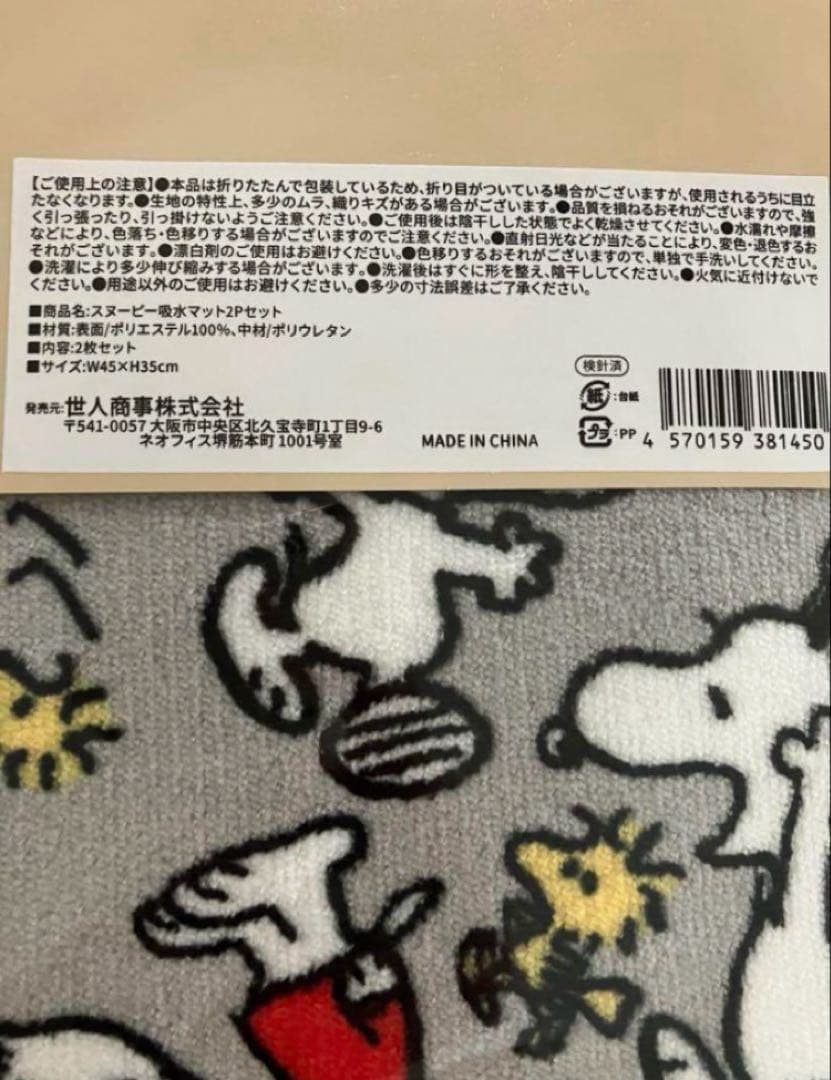 【ご使用上の注意】●本品は折りたたんで包装しているため、折り目がついている場合がございますが、使用されるうちに目立
たなくなります。●生地の特性上、多少のムラ、織りキズがある場合がございます。●品質を損ねるおそれがございますので、強
く引っ張ったり、引っ掛けないようご注意ください。●ご使用後は陰干しした状態でよく乾燥させてください。●水濡れや摩擦
などにより、色落ち・色移りする場合がございますのでご注意ください。●直射日光などが当たることにより、変色・退色するお
それがございます。●漂白剤のご使用はお避けください。●色移りするおそれがございますので、単独で手洗いしてください。
●洗濯により多少伸び縮みする場合がございます。●洗濯後はすぐに形を整え、陰干ししてください。●火気に近付けないで
ください。●用途以外のご使用はお避けください。●多少の寸法誤差はご了承ください。
■商品名:スヌーピー吸水マット2Pセット
■材質:表面/ポリエステル100%、中材/ポリウレタン
■内容:2枚セット
■サイズ:W45×H35cm
発売元:世人商事株式会社
〒541-0057 大阪市中央区北久宝寺町1丁目9-6
ネオフィス堺筋本町 1001号室
MADE IN CHINA
検針済
紙:台紙
プラ:PP
4 570159 381450